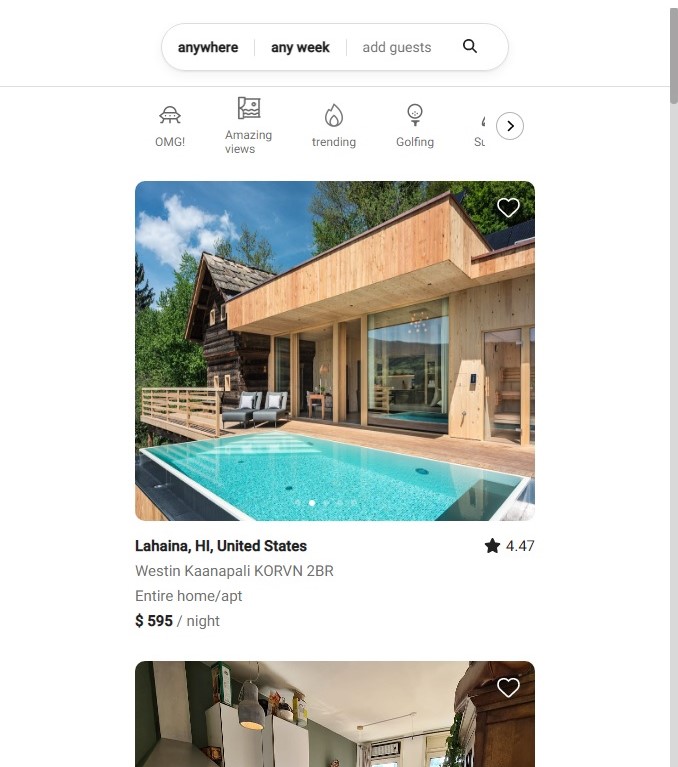 anywhere
any week
add guests
OMG!
Amazing
views
trending
Golfing
Lahaina, HI, United States
4.47
Westin Kaanapali KORVN 2BR
Entire home/apt
$ 595 / night